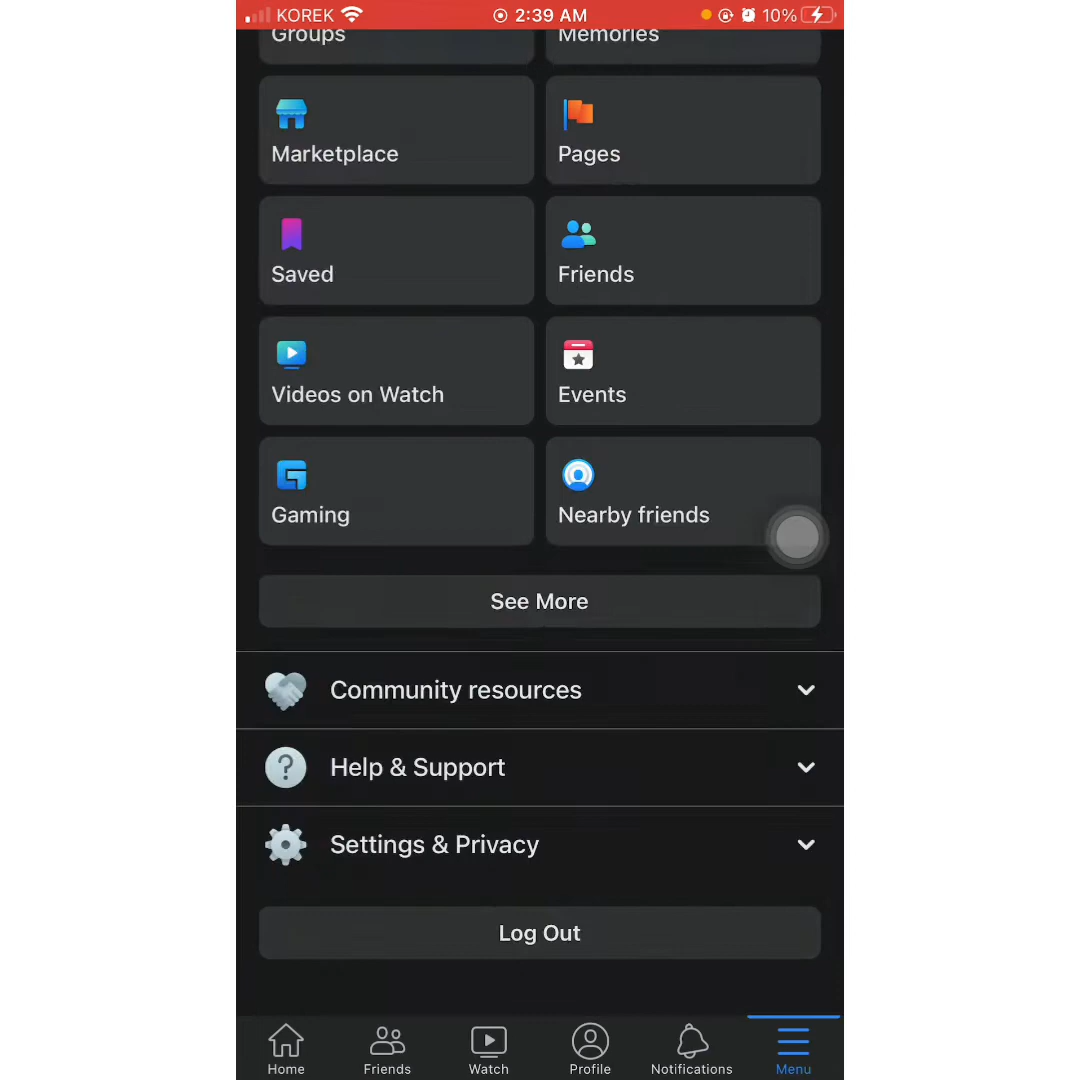 KOREK 2:39 AM 10%
Groups Memories
Marketplace Pages
Saved Friends
Videos on Watch Events
Gaming Nearby friends
See More
Community resources
? Help & Support
Settings & Privacy
Log Out
Home Friends Watch Profile Notifications Menu